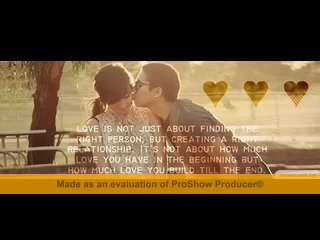 LOVE IS NOT JUST ABOUT FINDING THE
RIGHT PERSON, BUT CREATING A RIGHT
RELATIONSHIP. IT'S NOT ABOUT HOW MUCH
LOVE YOU HAVE IN THE BEGINNING BUT
HOW MUCH LOVE YOU BUILD TILL THE END.
Made as an evaluation of ProShow Producer®